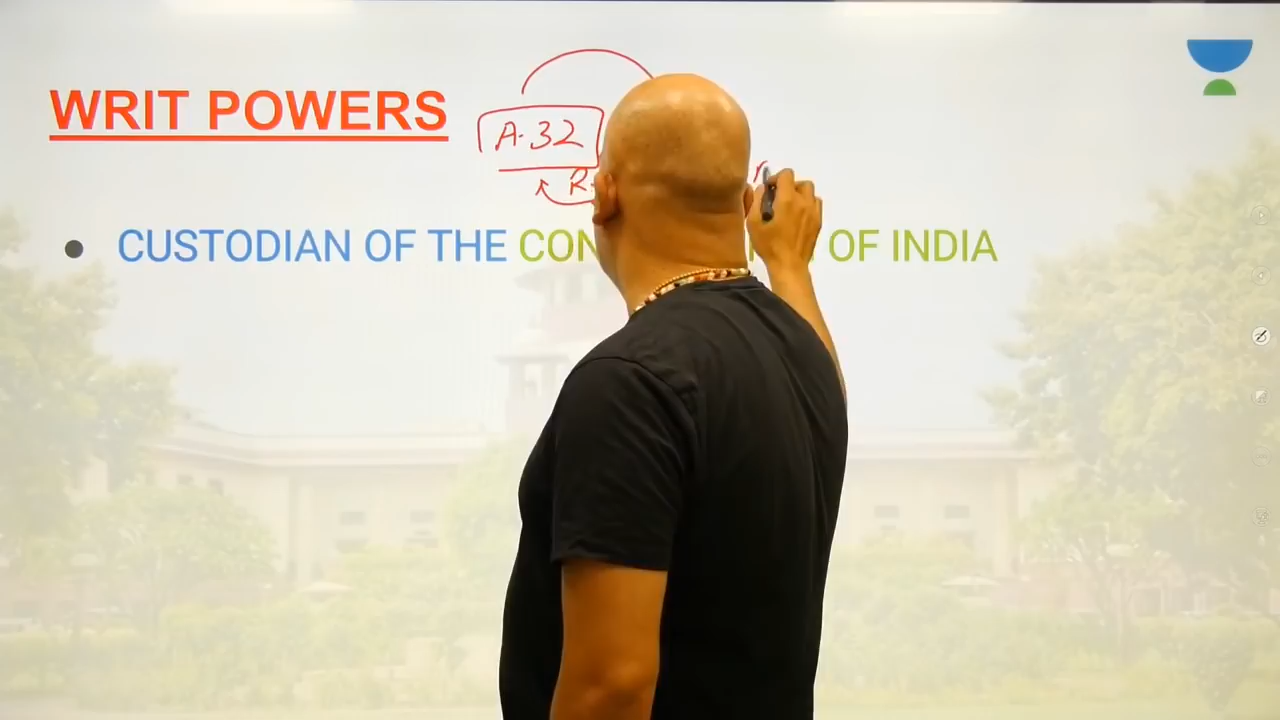 WRIT POWERS
A-32
R
CUSTODIAN OF THE CON OF INDIA